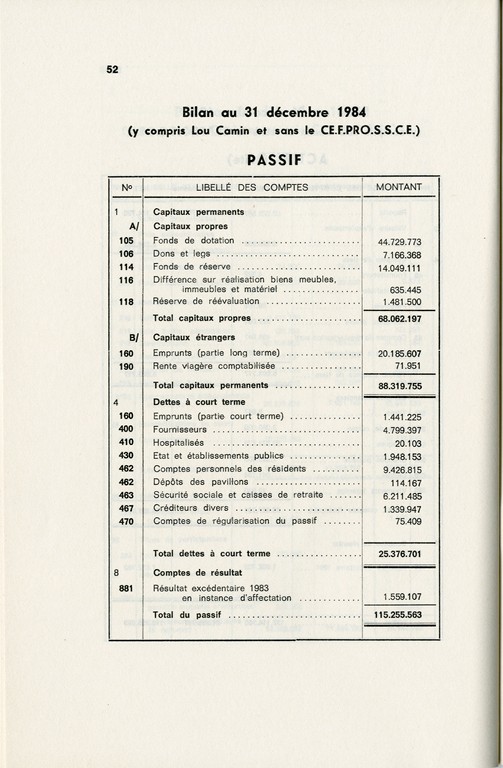 52
Bilan au 31 décembre 1984
(y compris Lou Camin et sans le CE.F.PRO.S.S.C.E.)
PASSIF
No LIBELLÉ DES COMPTES MONTANT
1 Capitaux permanents
A/ Capitaux propres
105 Fonds de dotation ........................ 44.729.773
106 Dons et legs ............................. 7.166.368
114 Fonds de réserve ......................... 14.049.111
116 Différence sur réalisation biens meubles,
immeubles et matériel ................ 635.445
118 Réserve de réévaluation ................... 1.481.500
Total capitaux propres ..................... 68.062.197
B/ Capitaux étrangers
160 Emprunts (partie long terme) ............... 20.185.607
190 Rente viagère comptabilisée ................ 71.951
Total capitaux permanents .................. 88.319.755
4 Dettes à court terme
160 Emprunts (partie court terme) .............. 1.441.225
400 Fournisseurs .............................. 4.799.397
410 Hospitalisés .............................. 20.103
430 Etat et établissements publics .............. 1.948.153
462 Comptes personnels des résidents .......... 9.426.815
462 Dépôts des pavillons ...................... 114.167
463 Sécurité sociale et caisses de retraite ....... 6.211.485
467 Créditeurs divers .......................... 1.339.947
470 Comptes de régularisation du passif ........ 75.409
Total dettes à court terme ................. 25.376.701
8 Comptes de résultat
881 Résultat excédentaire 1983
en instance d'affectation ............. 1.559.107
Total du passif ........................... 115.255.563